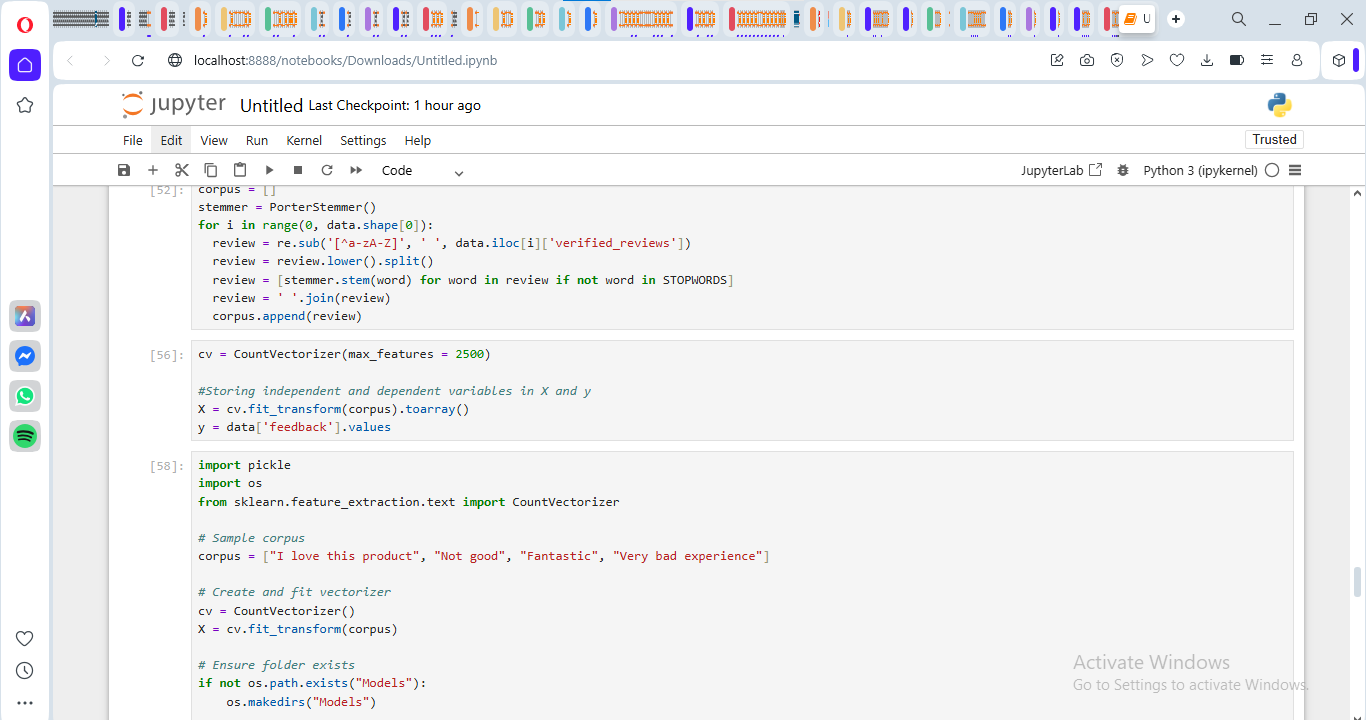 U
localhost:8888/notebooks/Downloads/Untitled.ipynb
jupyter Untitled Last Checkpoint: 1 hour ago
File Edit View Run Kernel Settings Help
Trusted
Code
JupyterLab
Python 3 (ipykernel)
[52]: corpus = []
stemmer = PorterStemmer()
for i in range(0, data.shape[0]):
  review = re.sub('[^a-zA-Z]', ' ', data.iloc[i]['verified_reviews'])
  review = review.lower().split()
  review = [stemmer.stem(word) for word in review if not word in STOPWORDS]
  review = ' '.join(review)
  corpus.append(review)
[56]: cv = CountVectorizer(max_features = 2500)
#Storing independent and dependent variables in X and y
X = cv.fit_transform(corpus).toarray()
y = data['feedback'].values
[58]: import pickle
import os
from sklearn.feature_extraction.text import CountVectorizer
# Sample corpus
corpus = ["I love this product", "Not good", "Fantastic", "Very bad experience"]
# Create and fit vectorizer
cv = CountVectorizer()
X = cv.fit_transform(corpus)
# Ensure folder exists
if not os.path.exists("Models"):
    os.makedirs("Models")
Activate Windows
Go to Settings to activate Windows.